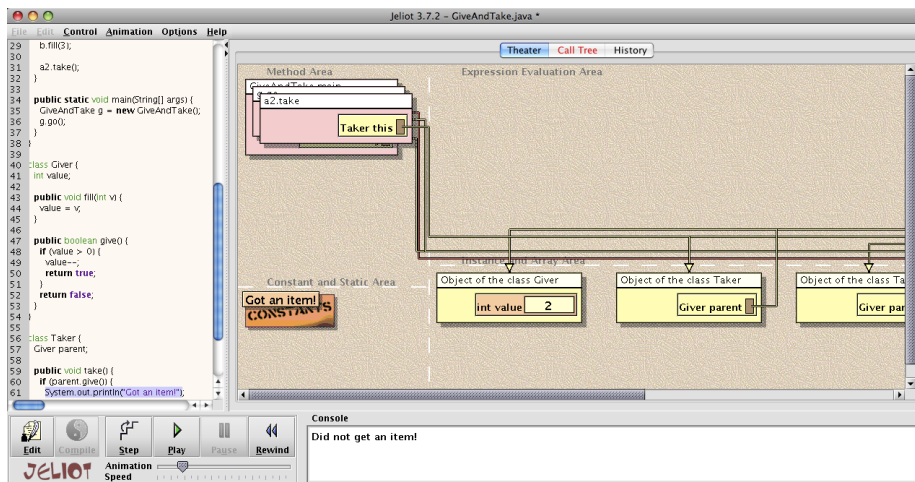 Jeliot 3.7.2 – GiveAndTake.java *
File Edit Control Animation Options Help
29 b.fill(3);
30
31 a2.take();
32 }
33
34 public static void main(String[] args) {
35 GiveAndTake g = new GiveAndTake();
36 g.go();
37 }
38 }
39
40 class Giver {
41 int value;
42
43 public void fill(int v) {
44 value = v;
45 }
46
47 public boolean give() {
48 if (value > 0) {
49 value--;
50 return true;
51 }
52 return false;
53 }
54 }
55
56 class Taker {
57 Giver parent;
58
59 public void take() {
60 if (parent.give()) {
61 System.out.println("Got an item!");
Theater Call Tree History
Method Area
Expression Evaluation Area
GiveAndTake.main
a2.take
Taker this
Constant and Static Area
Got an item!
CONSTANTS
Instance and Array Area
Object of the class Giver
int value 2
Object of the class Taker
Giver parent
Object of the class Ta
Giver par
Edit Compile Step Play Pause Rewind
JELIOT
Animation
Speed
Console
Did not get an item!